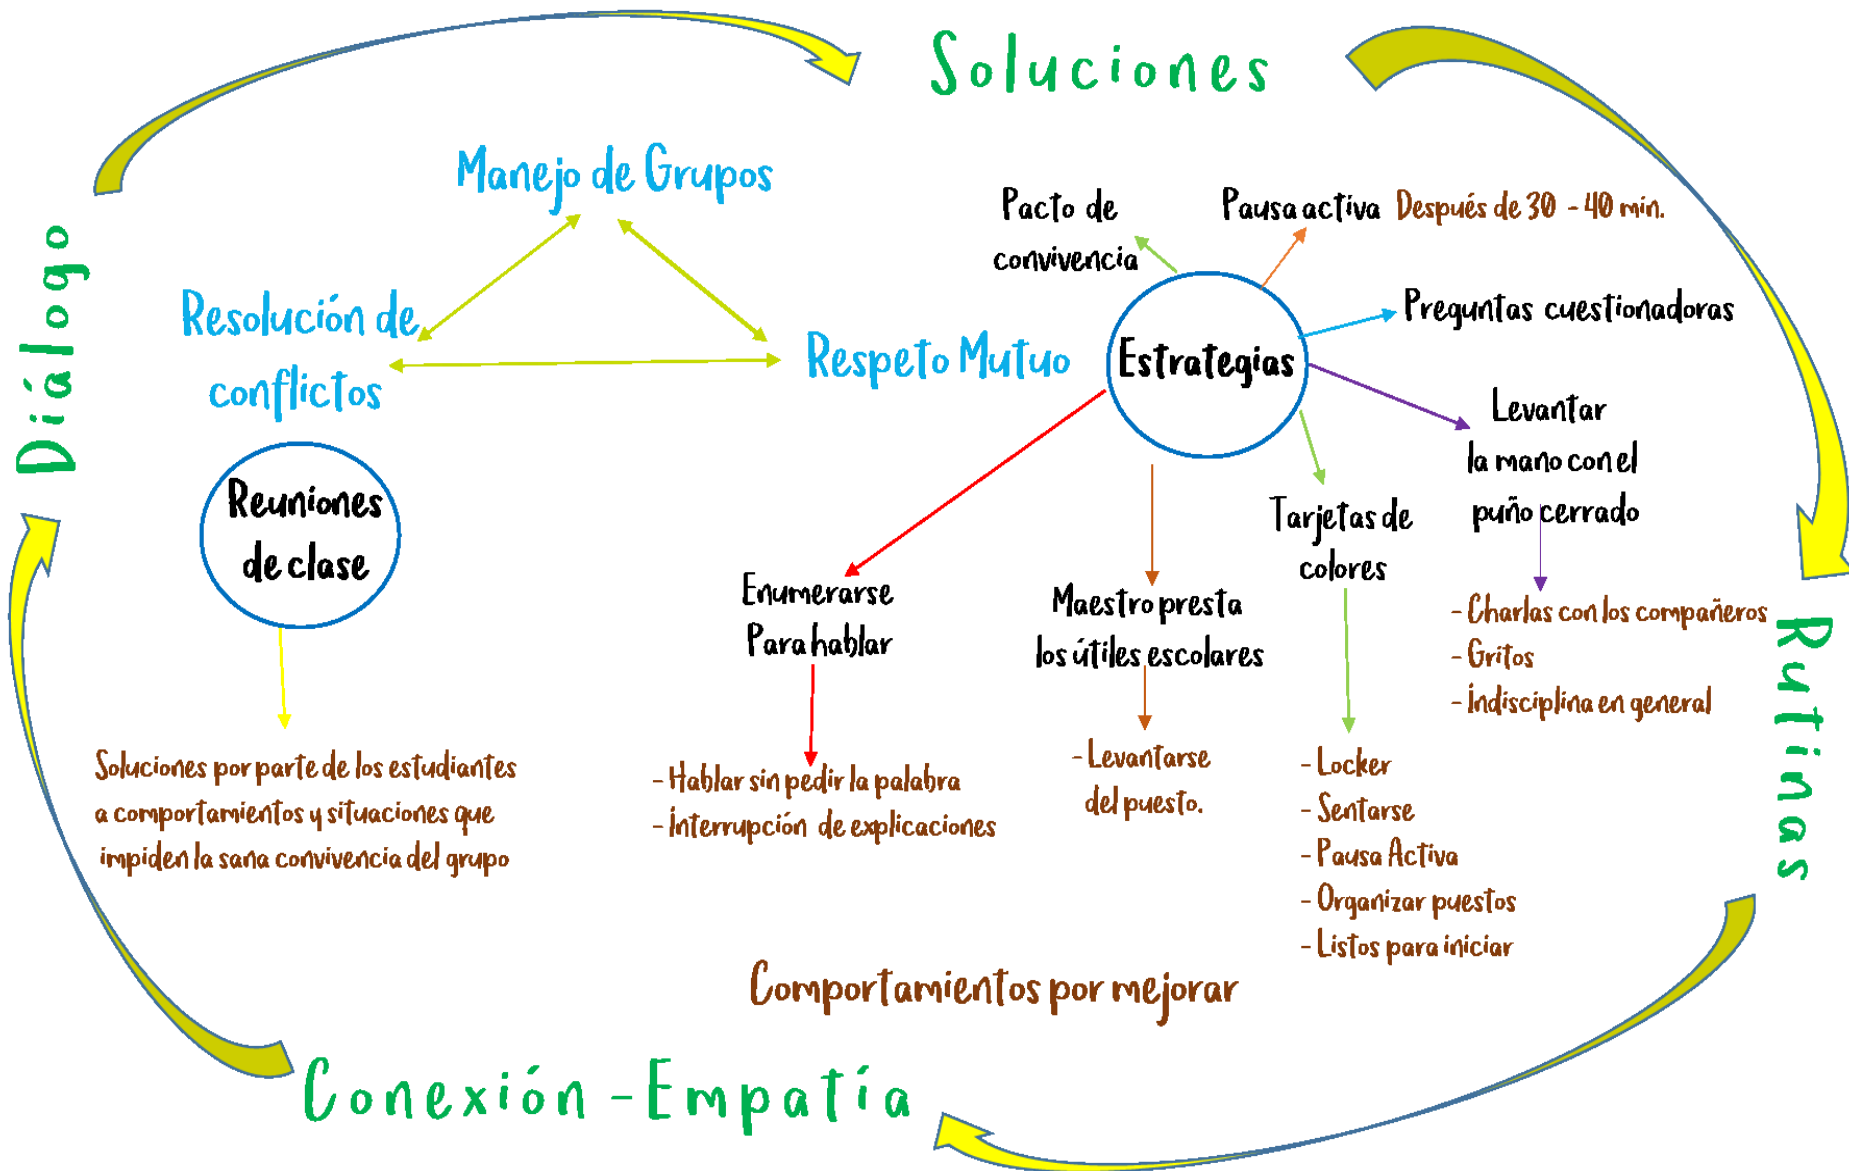 Soluciones
Manejo de Grupos
Diálogo
Resolución de
conflictos
Respeto Mutuo
Reuniones
de clase
Soluciones por parte de los estudiantes
a comportamientos y situaciones que
impiden la sana convivencia del grupo
Estrategias
Pacto de
convivencia
Pausa activa Después de 30 - 40 min.
Preguntas cuestionadoras
Levantar
la mano con el
puño cerrado
- Charlas con los compañeros
- Gritos
- Indisciplina en general
Tarjetas de
colores
- Locker
- Sentarse
- Pausa Activa
- Organizar puestos
- Listos para iniciar
Maestro presta
los útiles escolares
- Levantarse
del puesto.
Enumerarse
Para hablar
- Hablar sin pedir la palabra
- Interrupción de explicaciones
Rutinas
Comportamientos por mejorar
Conexión - Empatía